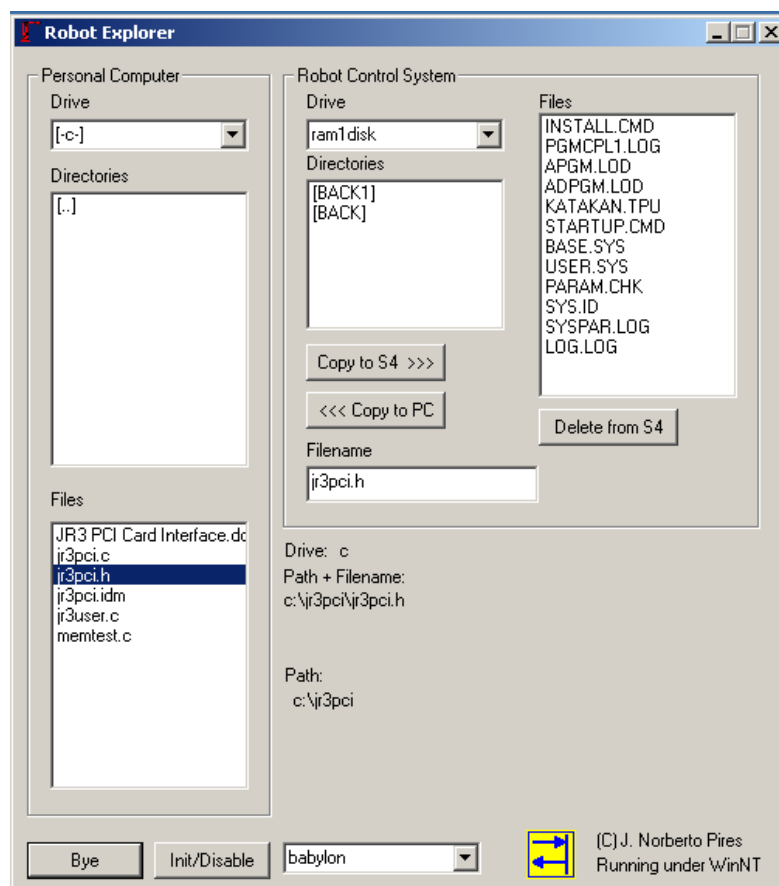 Robot Explorer
Personal Computer
Drive
[-c-]
Directories
[..]
Files
JR3 PCI Card Interface.dc
jr3pci.c
jr3pci.h
jr3pci.idm
jr3user.c
memtest.c
Robot Control System
Drive
ram1disk
Directories
[BACK1]
[BACK]
Copy to S4 >>>
<<< Copy to PC
Filename
jr3pci.h
Files
INSTALL.CMD
PGMCPL1.LOG
APGM.LOD
ADPGM.LOD
KATAKAN.TPU
STARTUP.CMD
BASE.SYS
USER.SYS
PARAM.CHK
SYS.ID
SYSPAR.LOG
LOG.LOG
Delete from S4
Drive: c
Path + Filename:
c:\jr3pci\jr3pci.h
Path:
c:\jr3pci
Bye
Init/Disable
babylon
(C)J. Norberto Pires
Running under WinNT